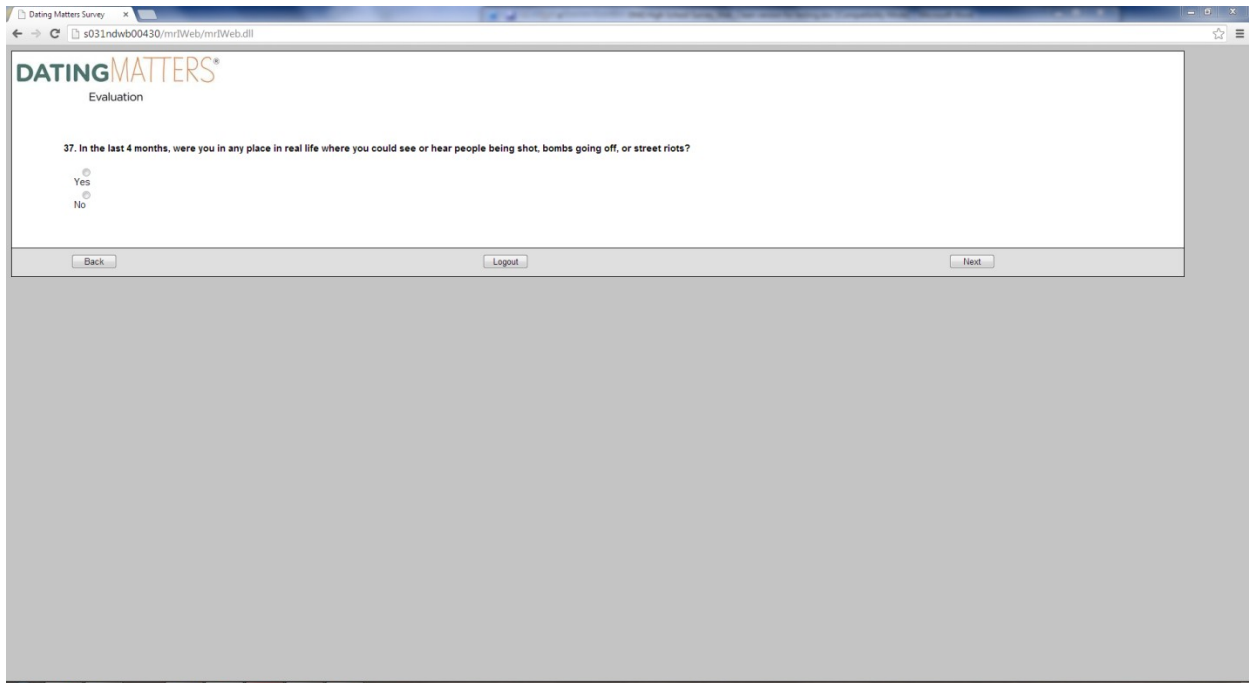 Dating Matters Survey
s031ndwb00430/mrIWeb/mrIWeb.dll
DATINGMATTERS®
Evaluation
37. In the last 4 months, were you in any place in real life where you could see or hear people being shot, bombs going off, or street riots?
Yes
No
Back Logout Next